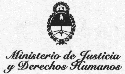 Ministerio de Justicia
y Derechos Humanos